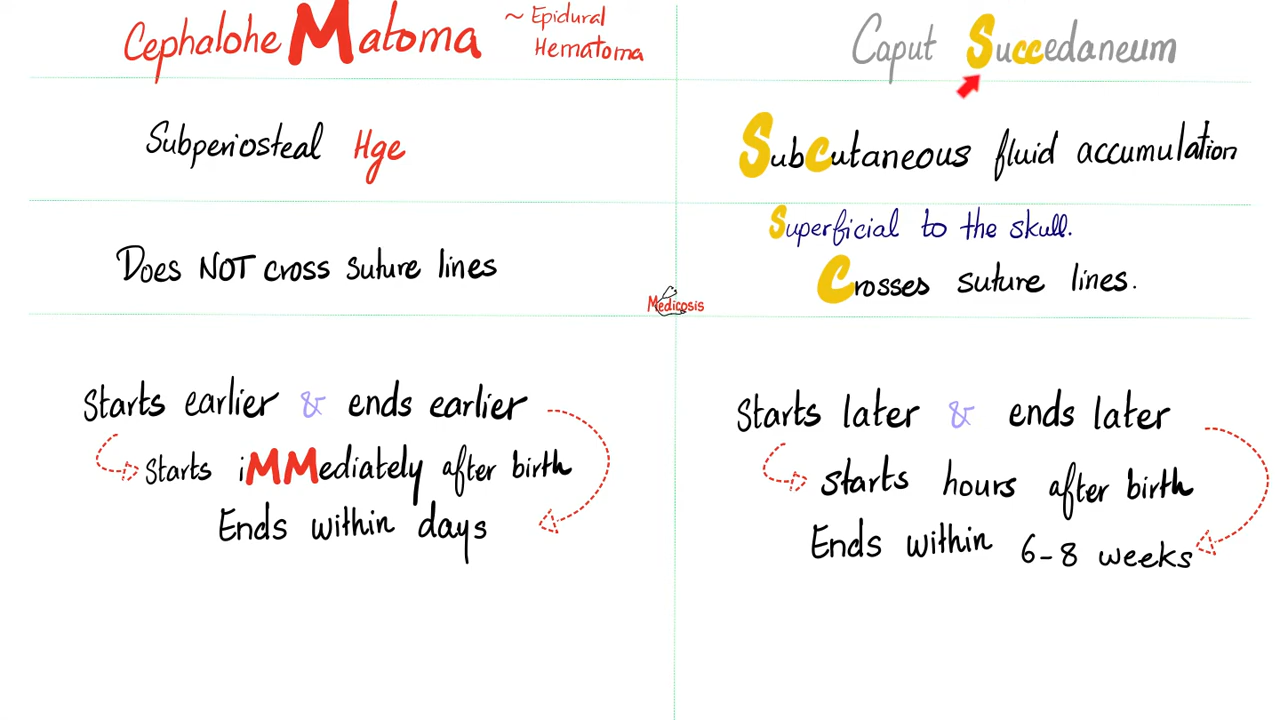 CephaloheMatoma
~ Epidural
Hematoma
Caput Succedaneum
Subperiosteal Hge
Subcutaneous fluid accumulation
Does NOT cross suture lines
Superficial to the skull.
Crosses suture lines.
Medicosis
Starts earlier & ends earlier
Starts iMMediately after birth
Ends within days
Starts later & ends later
starts hours after birth
Ends within 6-8 weeks